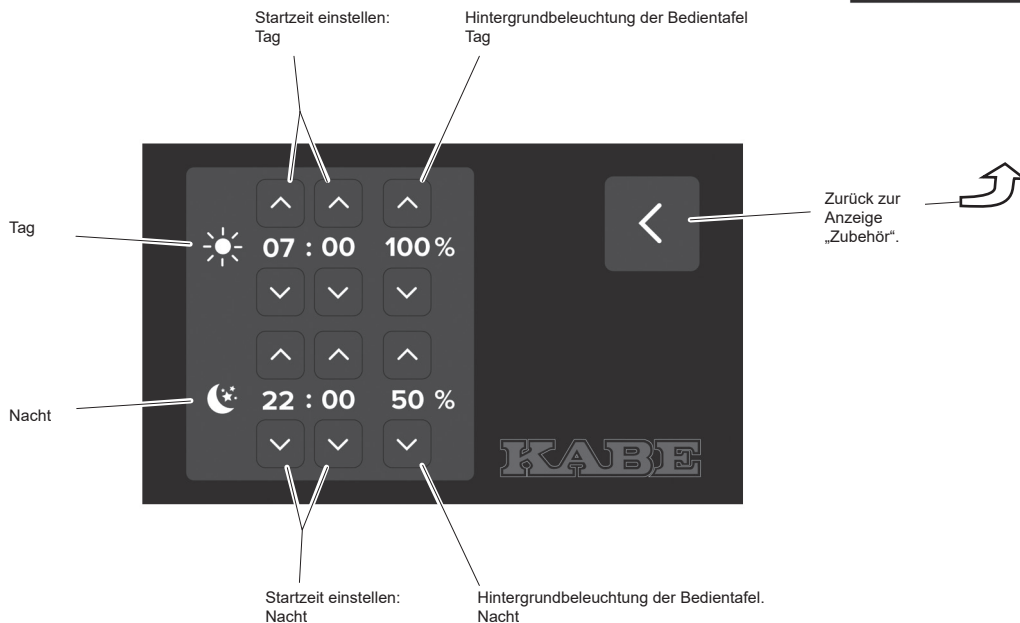 Startzeit einstellen:
Tag
Hintergrundbeleuchtung der Bedientafel
Tag
Tag
07 : 00 100 %
Zurück zur
Anzeige
„Zubehör“.
Nacht
22 : 00 50 %
KABE
Startzeit einstellen:
Nacht
Hintergrundbeleuchtung der Bedientafel.
Nacht